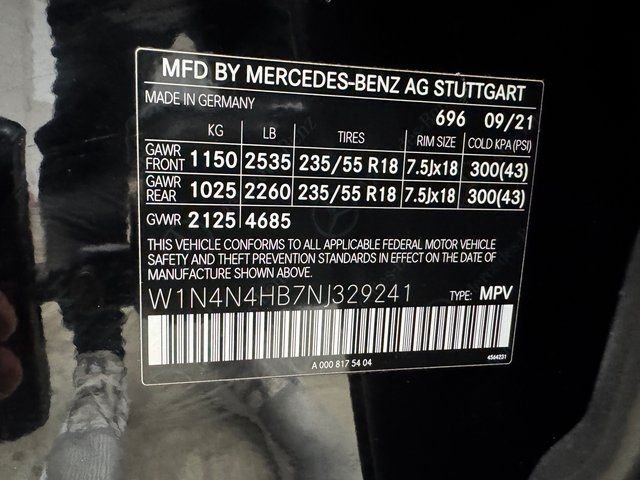 MFD BY MERCEDES-BENZ AG STUTTGART
MADE IN GERMANY 696 09/21
KG LB TIRES RIM SIZE COLD KPA (PSI)
GAWR FRONT 1150 2535 235/55 R18 7.5Jx18 300(43)
GAWR REAR 1025 2260 235/55 R18 7.5Jx18 300(43)
GVWR 2125 4685
THIS VEHICLE CONFORMS TO ALL APPLICABLE FEDERAL MOTOR VEHICLE
SAFETY AND THEFT PREVENTION STANDARDS IN EFFECT ON THE DATE OF
MANUFACTURE SHOWN ABOVE.
W1N4N4HB7NJ329241 TYPE: MPV
A 000 817 54 04 4564231